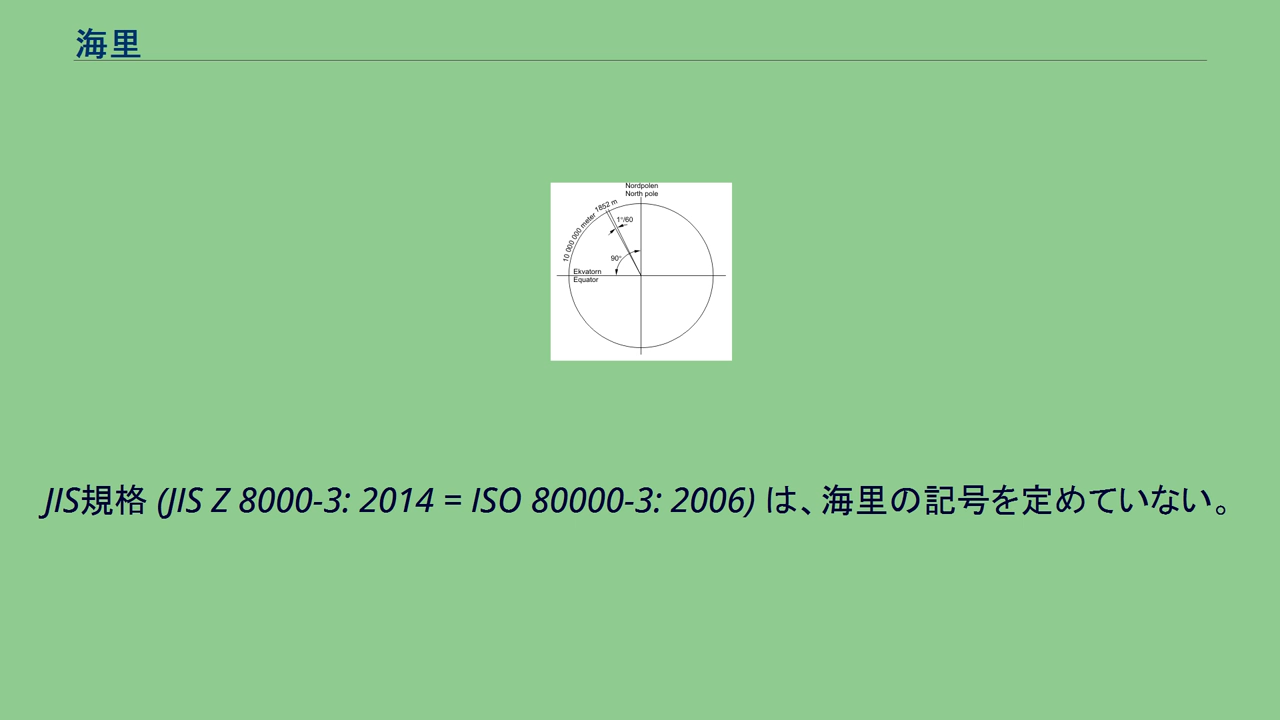 海里
Nordpolen
North pole
10 000 000 meter 1852 m
1°/60
90°
Ekvatorn
Equator
JIS規格 (JIS Z 8000-3: 2014 = ISO 80000-3: 2006) は、海里の記号を定めていない。